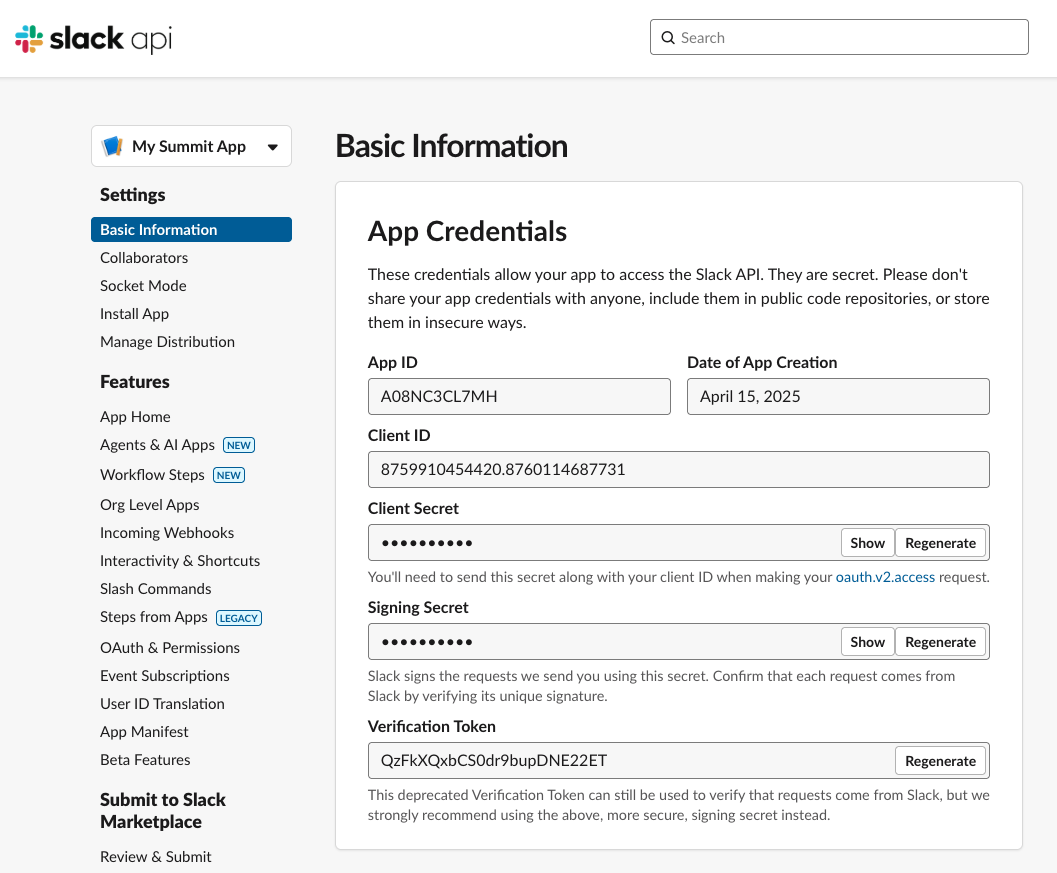 slack api
Search
My Summit App
Settings
Basic Information
Collaborators
Socket Mode
Install App
Manage Distribution
Features
App Home
Agents & AI Apps NEW
Workflow Steps NEW
Org Level Apps
Incoming Webhooks
Interactivity & Shortcuts
Slash Commands
Steps from Apps LEGACY
OAuth & Permissions
Event Subscriptions
User ID Translation
App Manifest
Beta Features
Submit to Slack
Marketplace
Review & Submit
Basic Information
App Credentials
These credentials allow your app to access the Slack API. They are secret. Please don't
share your app credentials with anyone, include them in public code repositories, or store
them in insecure ways.
App ID
A08NC3CL7MH
Date of App Creation
April 15, 2025
Client ID
8759910454420.8760114687731
Client Secret
•••••••••• Show Regenerate
You'll need to send this secret along with your client ID when making your oauth.v2.access request.
Signing Secret
•••••••••• Show Regenerate
Slack signs the requests we send you using this secret. Confirm that each request comes from
Slack by verifying its unique signature.
Verification Token
QzFkXQxbCS0dr9bupDNE22ET Regenerate
This deprecated Verification Token can still be used to verify that requests come from Slack, but we
strongly recommend using the above, more secure, signing secret instead.